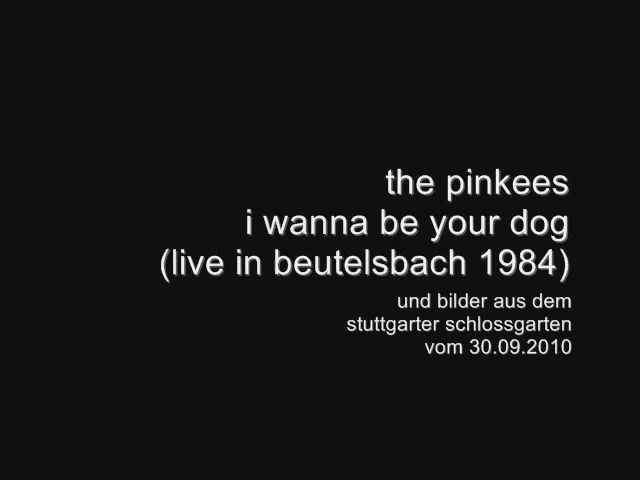 the pinkees
i wanna be your dog
(live in beutelsbach 1984)
und bilder aus dem
stuttgarter schlossgarten
vom 30.09.2010